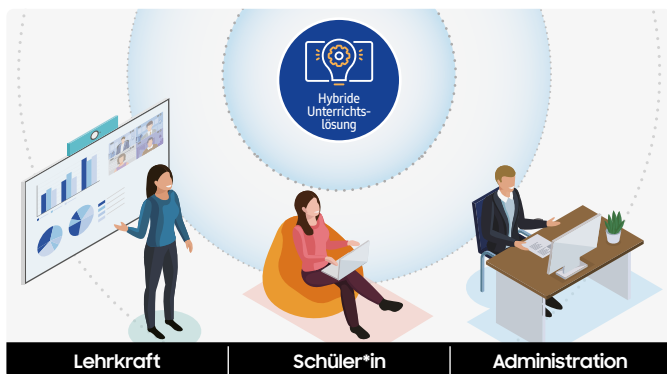 Hybride
Unterrichts-
lösung
Lehrkraft
Schüler*in
Administration